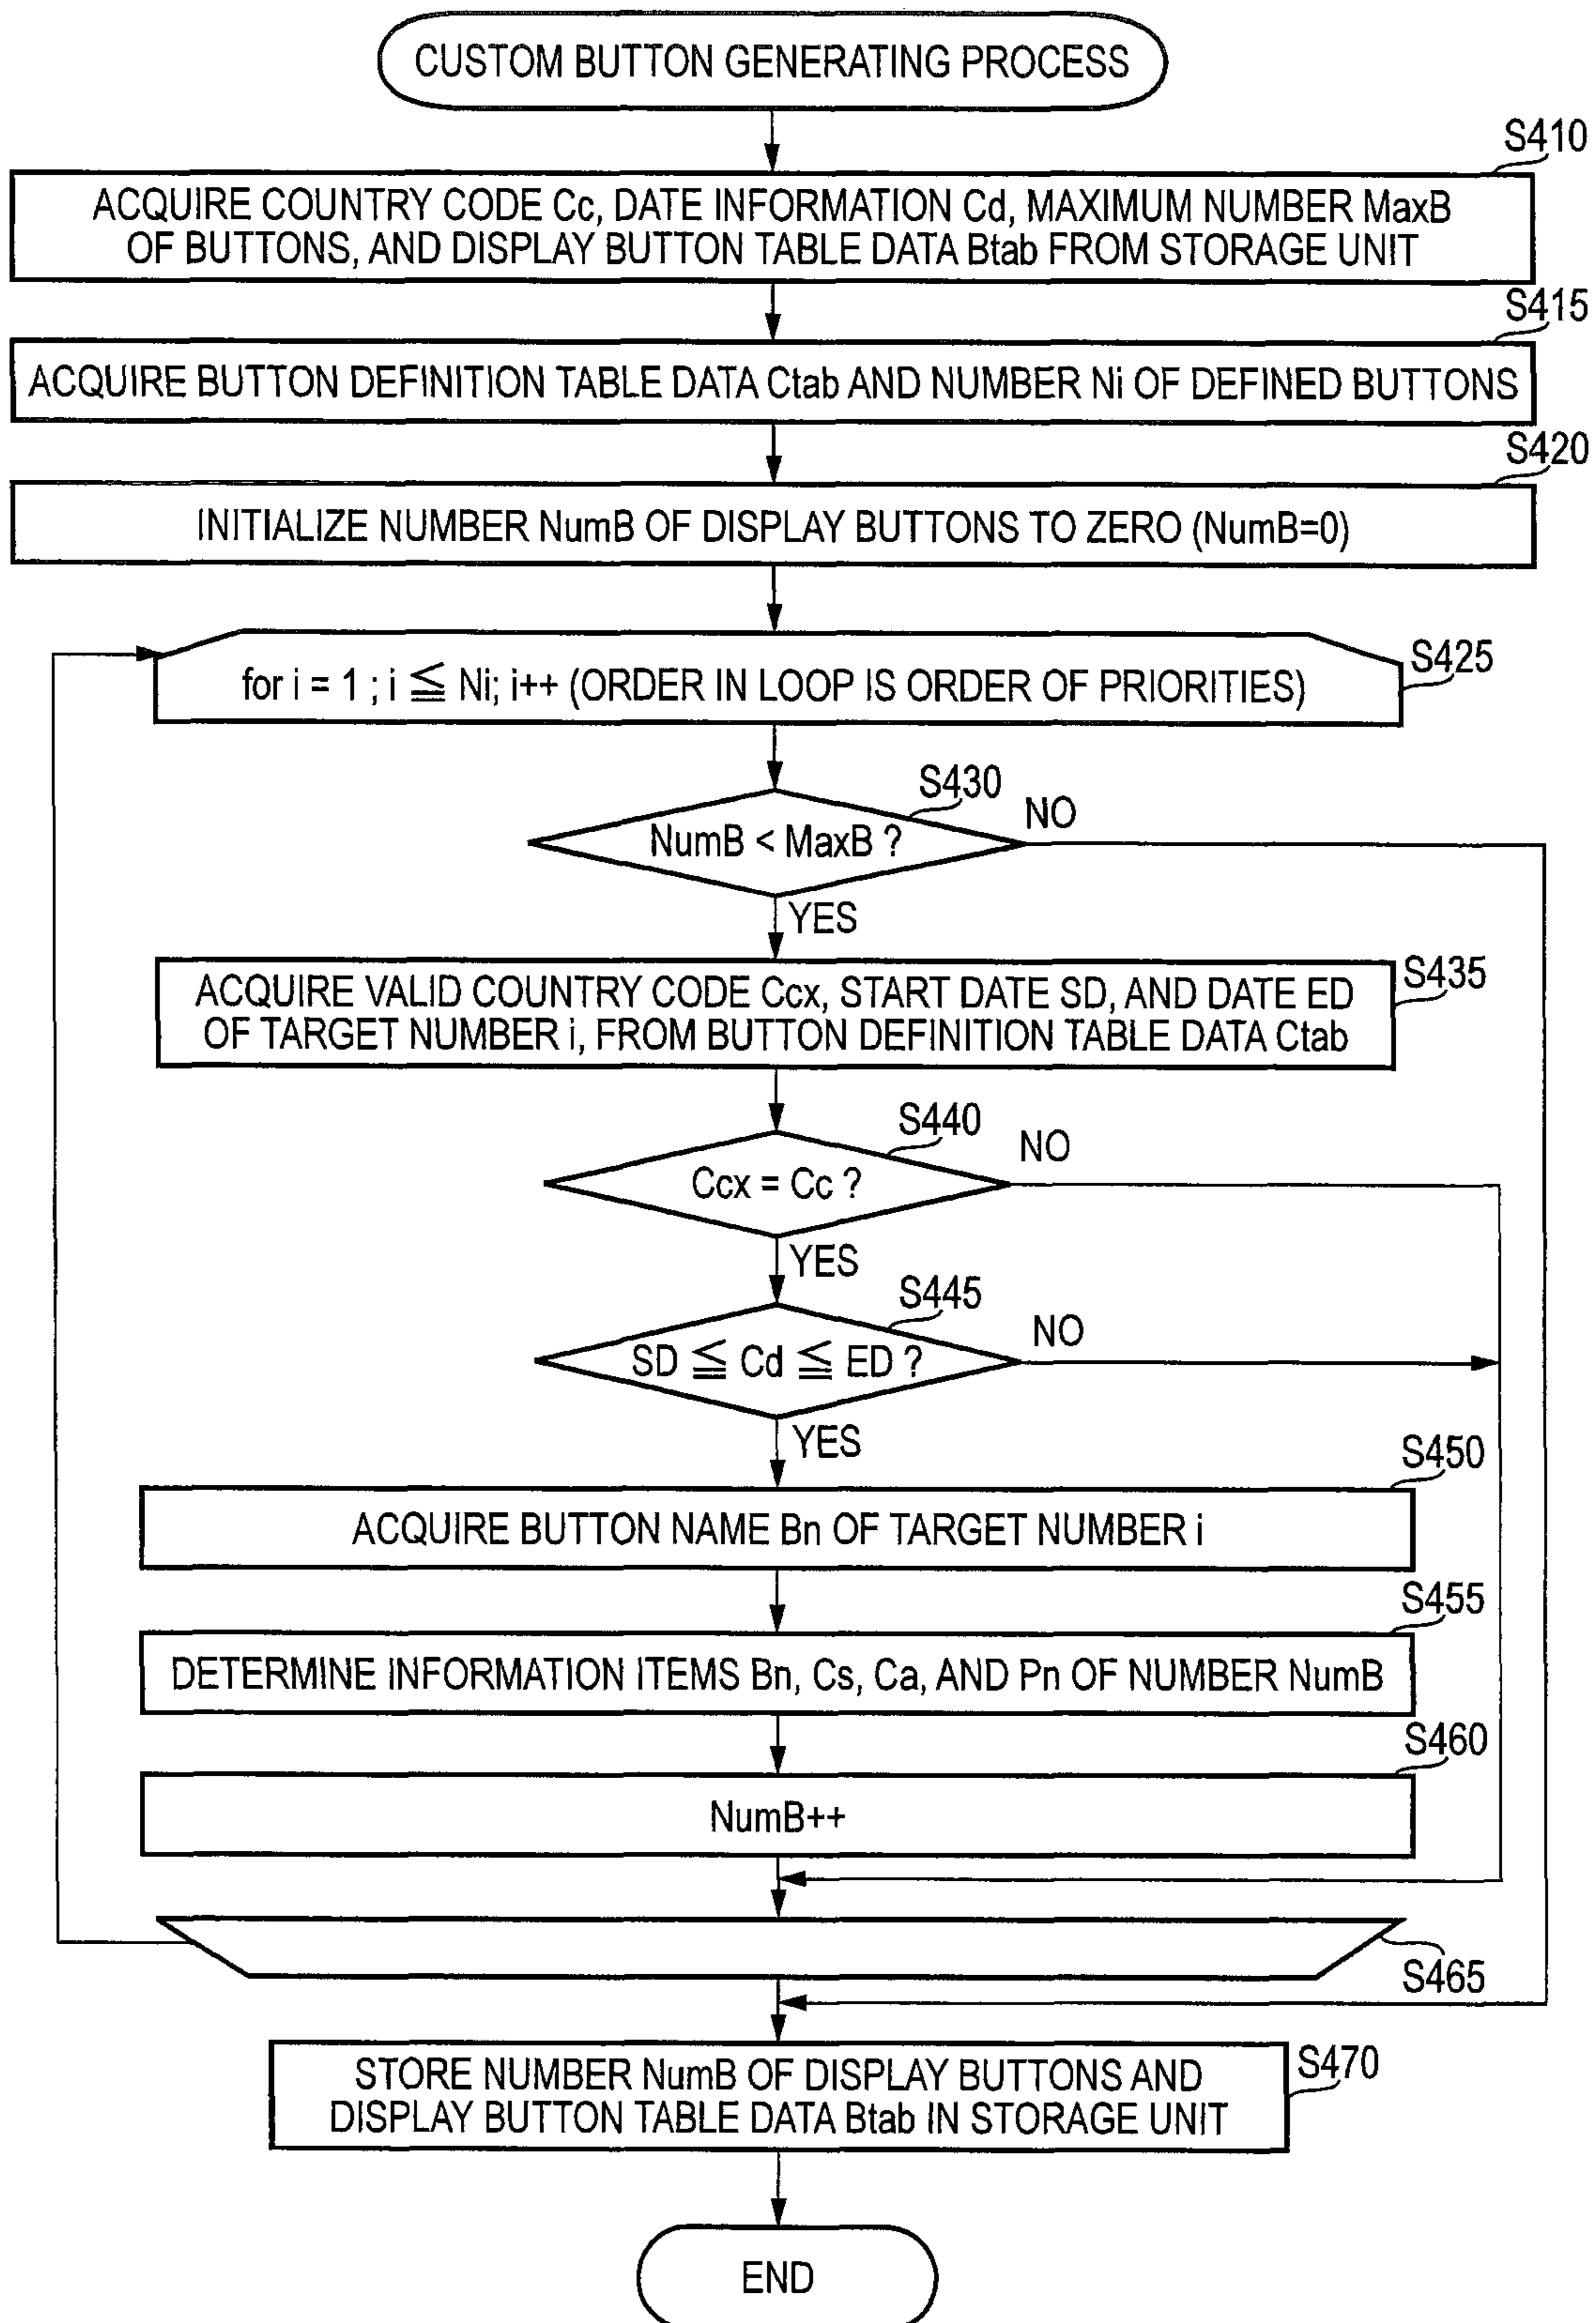 CUSTOM BUTTON GENERATING PROCESS
S410
ACQUIRE COUNTRY CODE Cc, DATE INFORMATION Cd, MAXIMUM NUMBER MaxB
OF BUTTONS, AND DISPLAY BUTTON TABLE DATA Btab FROM STORAGE UNIT
S415
ACQUIRE BUTTON DEFINITION TABLE DATA Ctab AND NUMBER Ni OF DEFINED BUTTONS
S420
INITIALIZE NUMBER NumB OF DISPLAY BUTTONS TO ZERO (NumB=0)
S425
for i = 1 ; i ≦ Ni; i++ (ORDER IN LOOP IS ORDER OF PRIORITIES)
S430
NO
NumB < MaxB ?
YES
S435
ACQUIRE VALID COUNTRY CODE Ccx, START DATE SD, AND DATE ED
OF TARGET NUMBER i, FROM BUTTON DEFINITION TABLE DATA Ctab
S440
NO
Ccx = Cc ?
YES
S445
NO
SD ≦ Cd ≦ ED ?
YES
S450
ACQUIRE BUTTON NAME Bn OF TARGET NUMBER i
S455
DETERMINE INFORMATION ITEMS Bn, Cs, Ca, AND Pn OF NUMBER NumB
S460
NumB++
S465
S470
STORE NUMBER NumB OF DISPLAY BUTTONS AND
DISPLAY BUTTON TABLE DATA Btab IN STORAGE UNIT
END